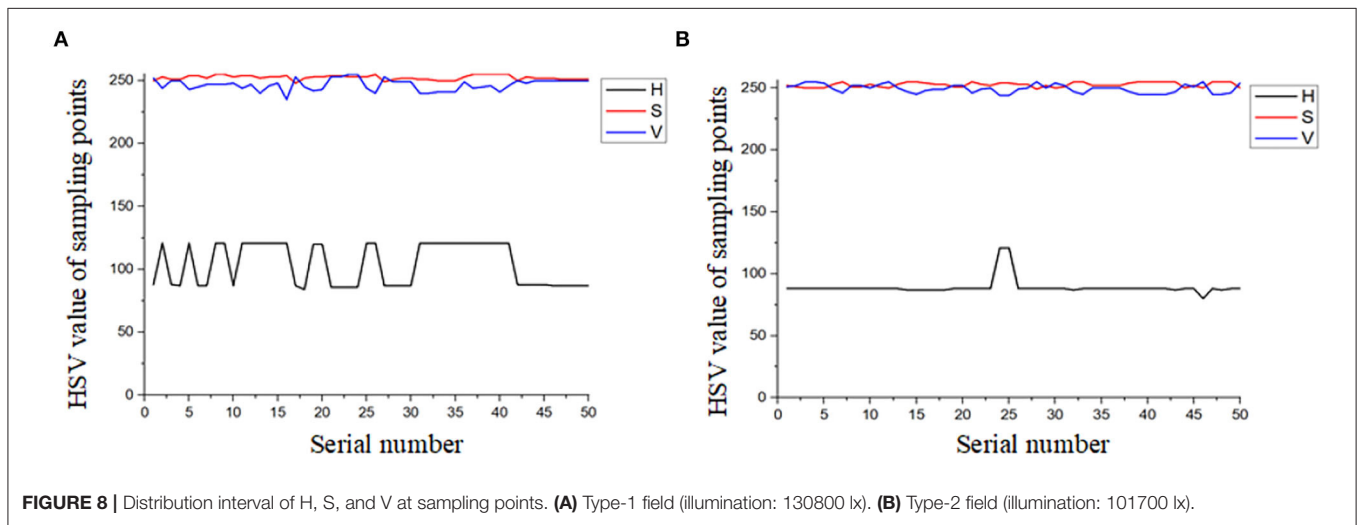 A
B
HSV value of sampling points
250
200
150
100
50
0
0 5 10 15 20 25 30 35 40 45 50
Serial number
H
S
V
HSV value of sampling points
250
200
150
100
50
0
0 5 10 15 20 25 30 35 40 45 50
Serial number
H
S
V
FIGURE 8 | Distribution interval of H, S, and V at sampling points. (A) Type-1 field (illumination: 130800 lx). (B) Type-2 field (illumination: 101700 lx).